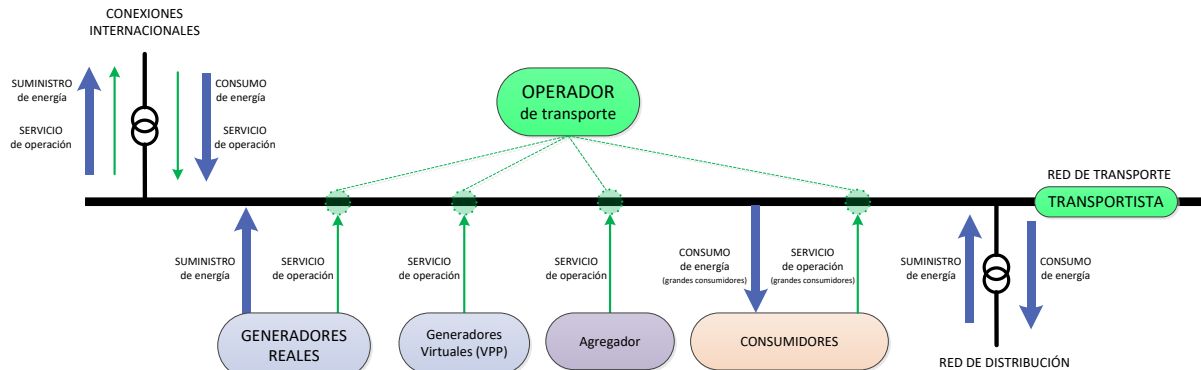 CONEXIONES
INTERNACIONALES
SUMINISTRO
de energía
SERVICIO
de operación
CONSUMO
de energía
SERVICIO
de operación
OPERADOR
de transporte
RED DE TRANSPORTE
TRANSPORTISTA
SUMINISTRO
de energía
SERVICIO
de operación
SERVICIO
de operación
SERVICIO
de operación
CONSUMO
de energía
(grandes consumidores)
SERVICIO
de operación
(grandes consumidores)
SUMINISTRO
de energía
CONSUMO
de energía
GENERADORES
REALES
Generadores
Virtuales (VPP)
Agregador
CONSUMIDORES
RED DE DISTRIBUCIÓN